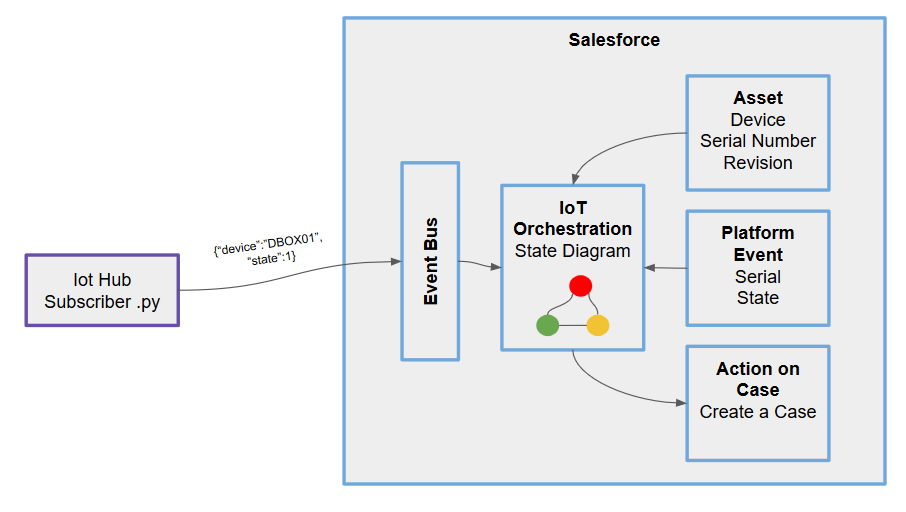 Salesforce
Asset
Device
Serial Number
Revision
IoT
Orchestration
State Diagram
Platform
Event
Serial
State
Action on
Case
Create a Case
Event Bus
{“device”:”DBOX01”,
“state”:1}
Iot Hub
Subscriber .py